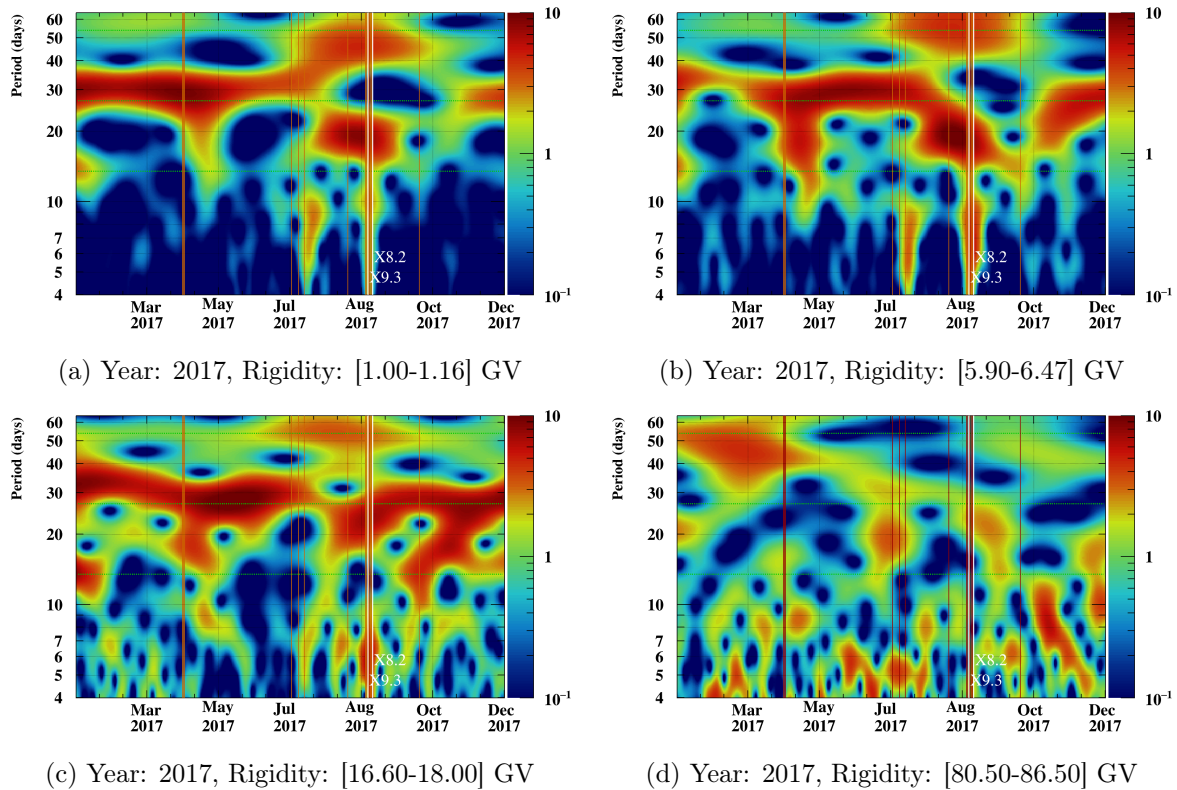 Period (days)
60
50
40
30
20
10
7
6
5
4
X8.2
X9.3
10
1
10⁻¹
Mar May Jul Aug Oct Dec
2017 2017 2017 2017 2017 2017
(a) Year: 2017, Rigidity: [1.00-1.16] GV
Period (days)
60
50
40
30
20
10
7
6
5
4
X8.2
X9.3
10
1
10⁻¹
Mar May Jul Aug Oct Dec
2017 2017 2017 2017 2017 2017
(b) Year: 2017, Rigidity: [5.90-6.47] GV
Period (days)
60
50
40
30
20
10
7
6
5
4
X8.2
X9.3
10
1
10⁻¹
Mar May Jul Aug Oct Dec
2017 2017 2017 2017 2017 2017
(c) Year: 2017, Rigidity: [16.60-18.00] GV
Period (days)
60
50
40
30
20
10
7
6
5
4
X8.2
X9.3
10
1
10⁻¹
Mar May Jul Aug Oct Dec
2017 2017 2017 2017 2017 2017
(d) Year: 2017, Rigidity: [80.50-86.50] GV